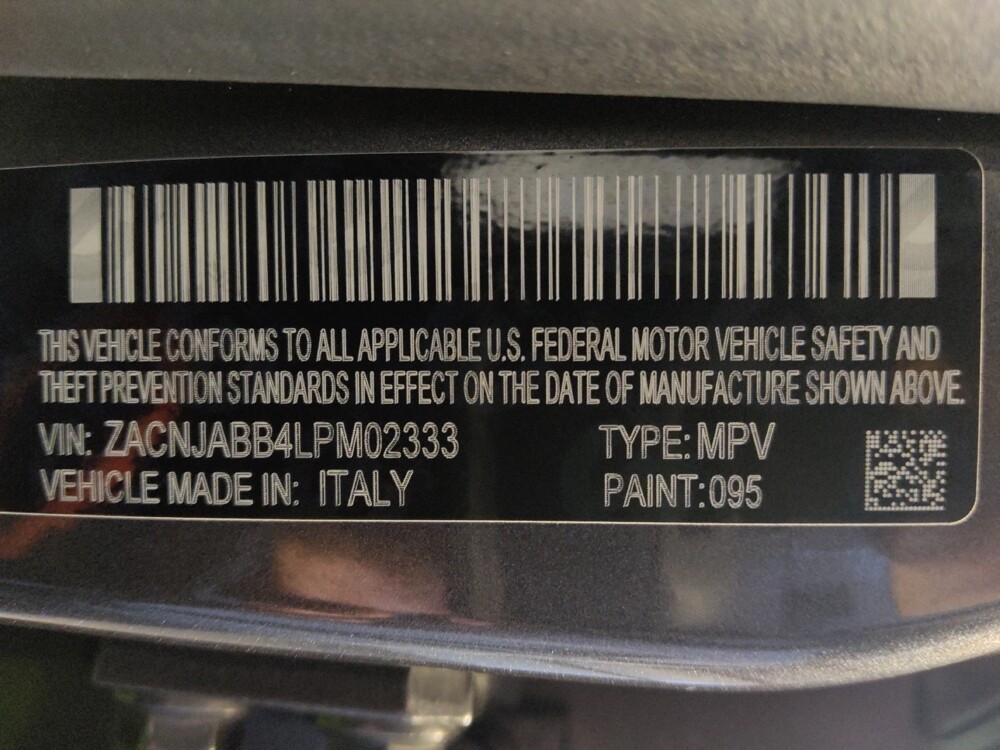 THIS VEHICLE CONFORMS TO ALL APPLICABLE U.S. FEDERAL MOTOR VEHICLE SAFETY AND
THEFT PREVENTION STANDARDS IN EFFECT ON THE DATE OF MANUFACTURE SHOWN ABOVE.
VIN: ZACNJABB4LPM02333 TYPE: MPV
VEHICLE MADE IN: ITALY PAINT: 095